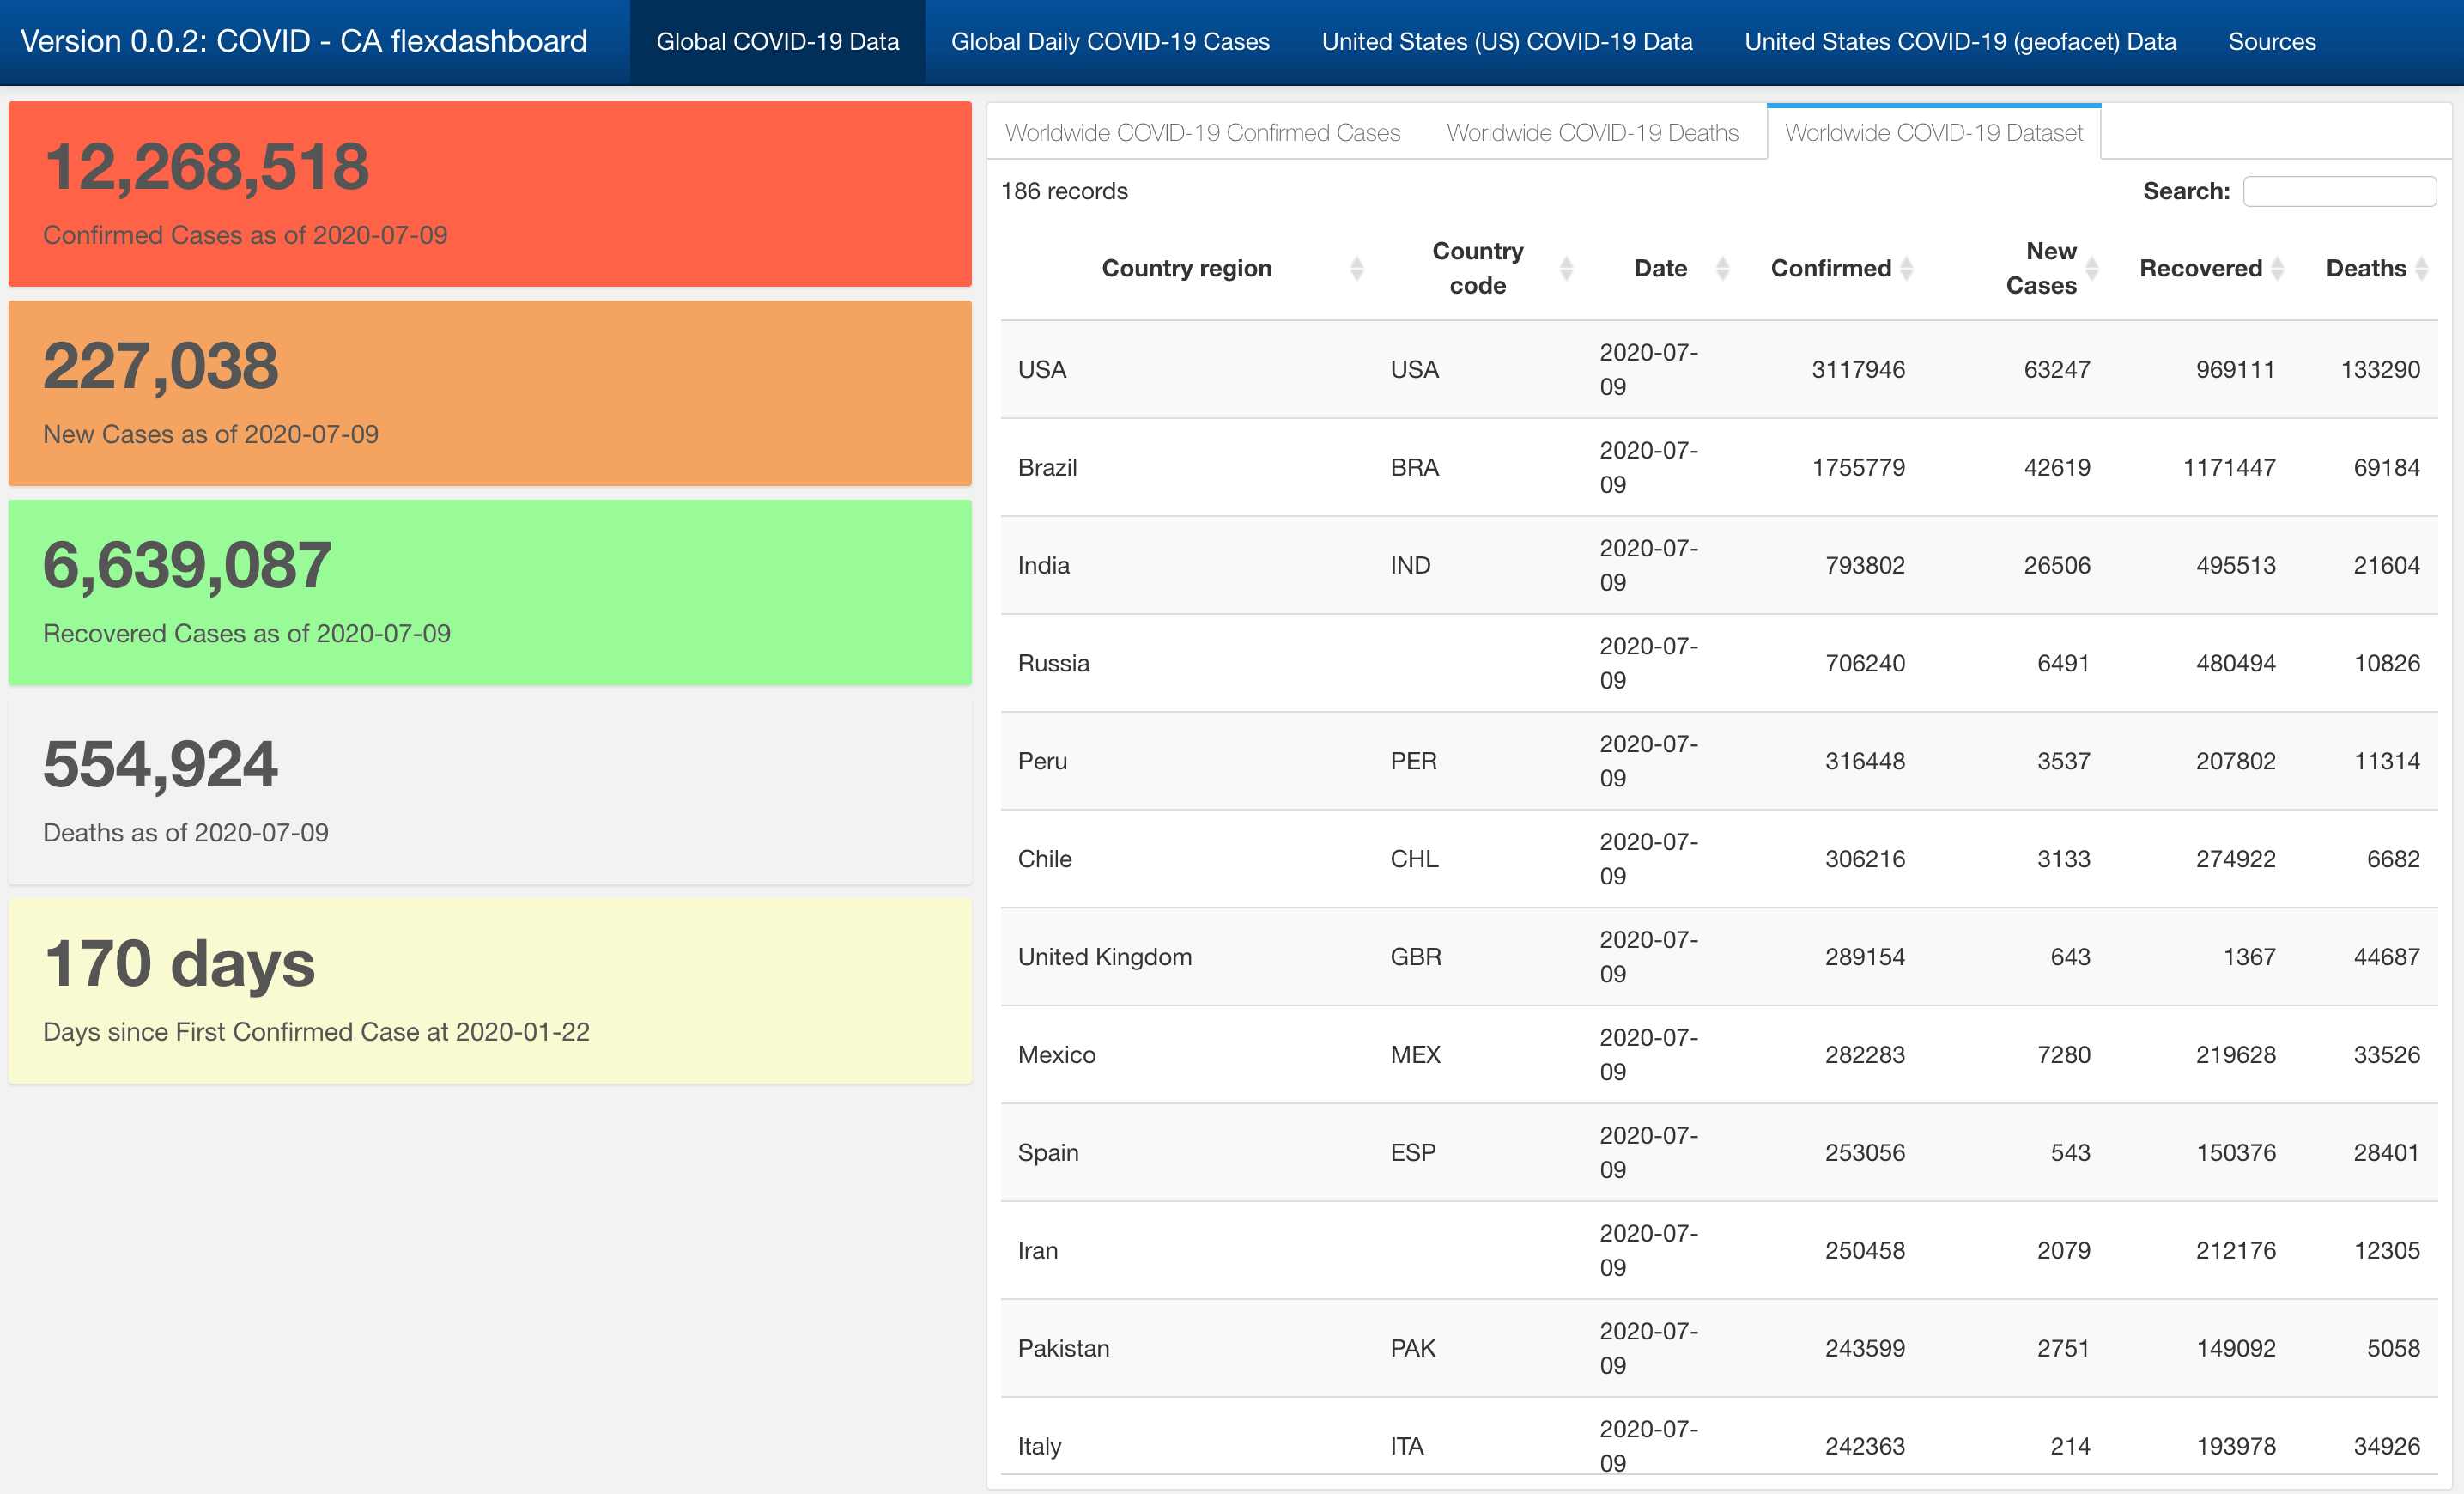 Version 0.0.2: COVID - CA flexdashboard Global COVID-19 Data Global Daily COVID-19 Cases United States (US) COVID-19 Data United States COVID-19 (geofacet) Data Sources
12,268,518
Confirmed Cases as of 2020-07-09
227,038
New Cases as of 2020-07-09
6,639,087
Recovered Cases as of 2020-07-09
554,924
Deaths as of 2020-07-09
170 days
Days since First Confirmed Case at 2020-01-22
Worldwide COVID-19 Confirmed Cases Worldwide COVID-19 Deaths Worldwide COVID-19 Dataset
186 records Search:
Country region Country code Date Confirmed New Cases Recovered Deaths
USA USA 2020-07-09 3117946 63247 969111 133290
Brazil BRA 2020-07-09 1755779 42619 1171447 69184
India IND 2020-07-09 793802 26506 495513 21604
Russia 2020-07-09 706240 6491 480494 10826
Peru PER 2020-07-09 316448 3537 207802 11314
Chile CHL 2020-07-09 306216 3133 274922 6682
United Kingdom GBR 2020-07-09 289154 643 1367 44687
Mexico MEX 2020-07-09 282283 7280 219628 33526
Spain ESP 2020-07-09 253056 543 150376 28401
Iran 2020-07-09 250458 2079 212176 12305
Pakistan PAK 2020-07-09 243599 2751 149092 5058
Italy ITA 2020-07-09 242363 214 193978 34926